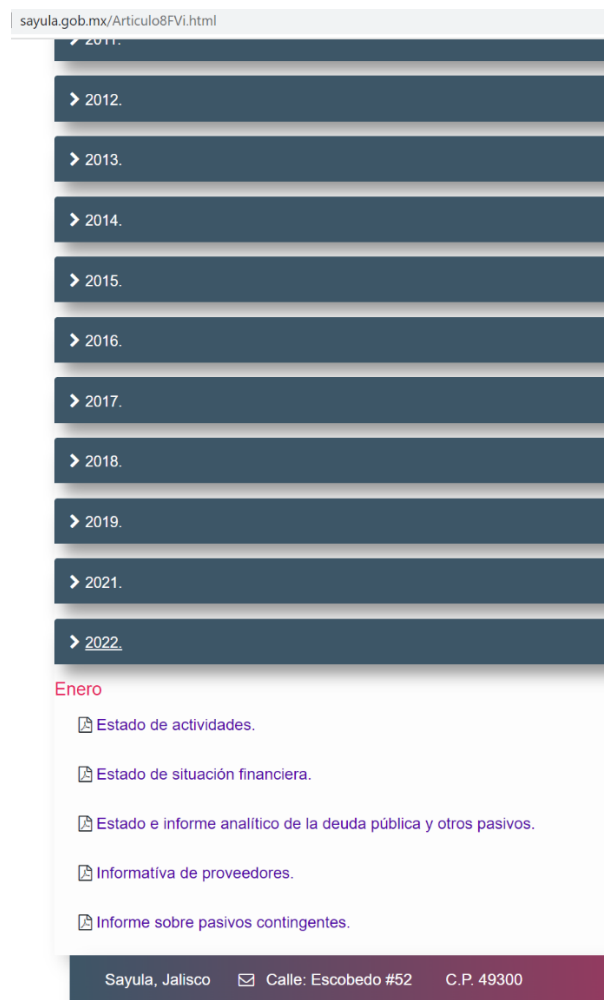 sayula.gob.mx/Articulo8FVi.html
2011.
2012.
2013.
2014.
2015.
2016.
2017.
2018.
2019.
2021.
2022.
Enero
Estado de actividades.
Estado de situación financiera.
Estado e informe analítico de la deuda pública y otros pasivos.
Informatíva de proveedores.
Informe sobre pasivos contingentes.
Sayula, Jalisco Calle: Escobedo #52 C.P. 49300